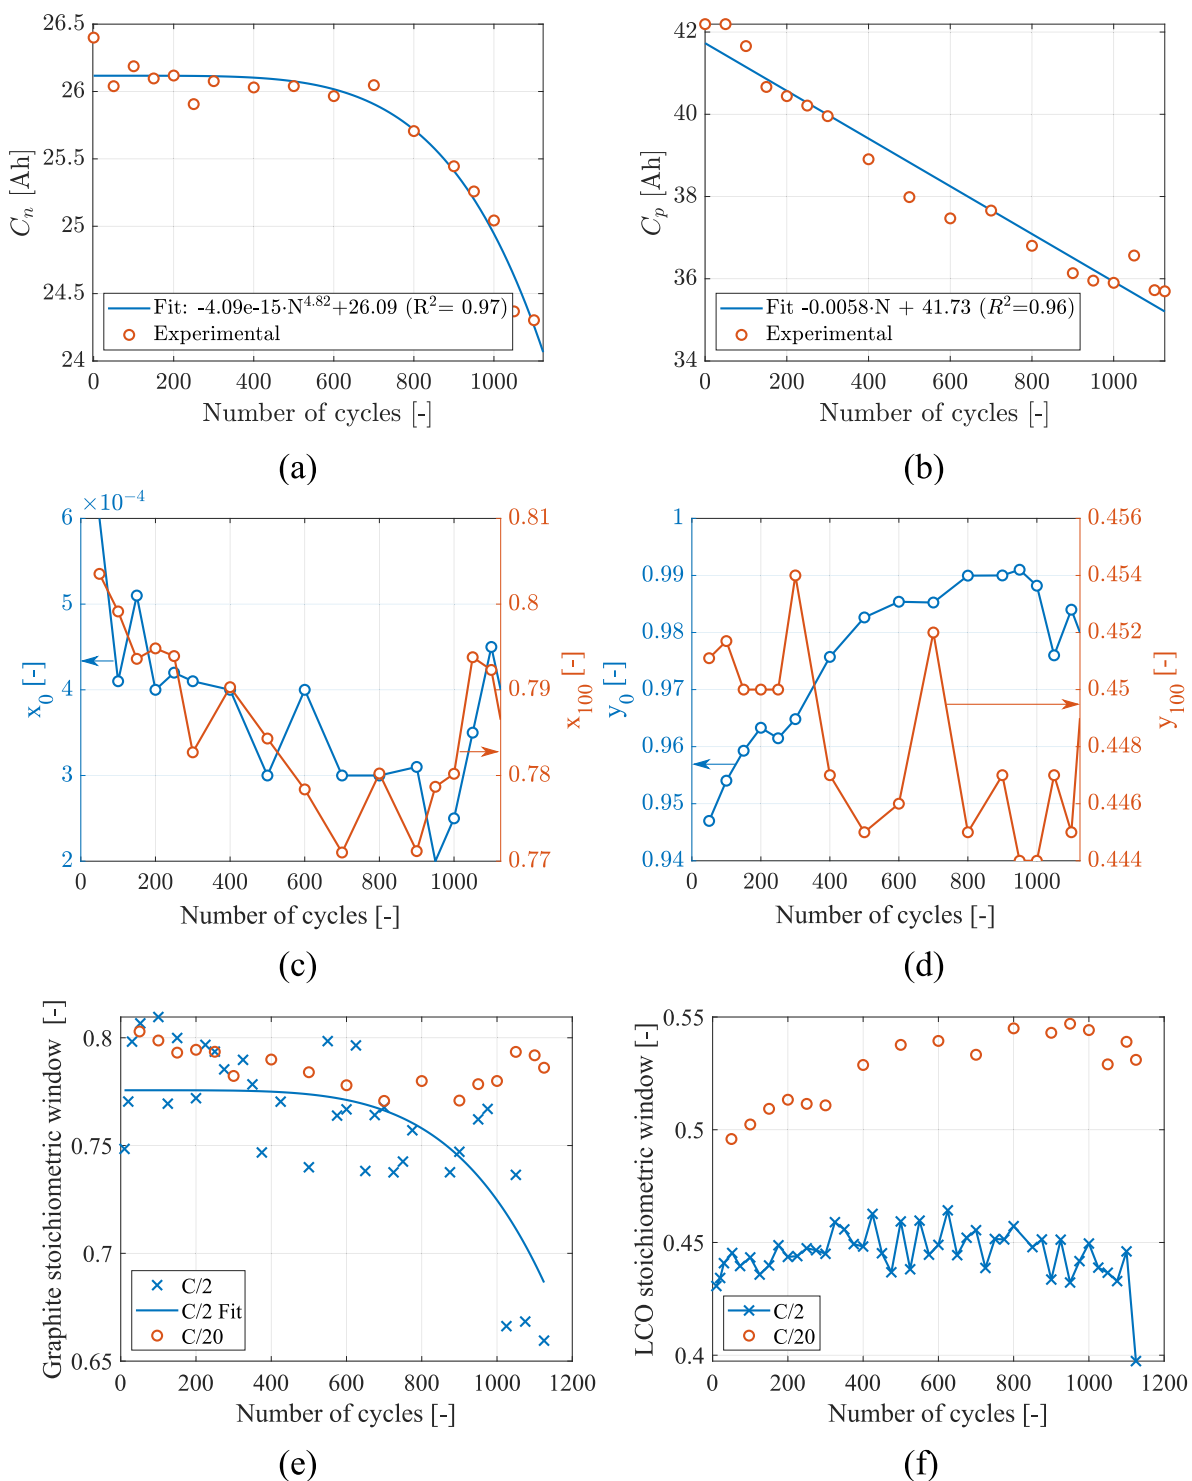 26.5
26
25.5
25
24.5
24
C_n [Ah]
Fit: -4.09e-15·N^4.82+26.09 (R^2= 0.97)
Experimental
0 200 400 600 800 1000
Number of cycles [-]
(a)
42
40
38
36
34
C_p [Ah]
Fit -0.0058·N + 41.73 (R^2=0.96)
Experimental
0 200 400 600 800 1000
Number of cycles [-]
(b)
×10^−4
6
5
4
3
2
x_0 [-]
0.81
0.8
0.79
0.78
0.77
x_100 [-]
0 200 400 600 800 1000
Number of cycles [-]
(c)
1
0.99
0.98
0.97
0.96
0.95
0.94
y_0 [-]
0.456
0.454
0.452
0.45
0.448
0.446
0.444
y_100 [-]
0 200 400 600 800 1000
Number of cycles [-]
(d)
0.8
0.75
0.7
0.65
Graphite stoichiometric window [-]
C/2
C/2 Fit
C/20
0 200 400 600 800 1000 1200
Number of cycles [-]
(e)
0.55
0.5
0.45
0.4
LCO stoichiometric window [-]
C/2
C/20
0 200 400 600 800 1000 1200
Number of cycles [-]
(f)